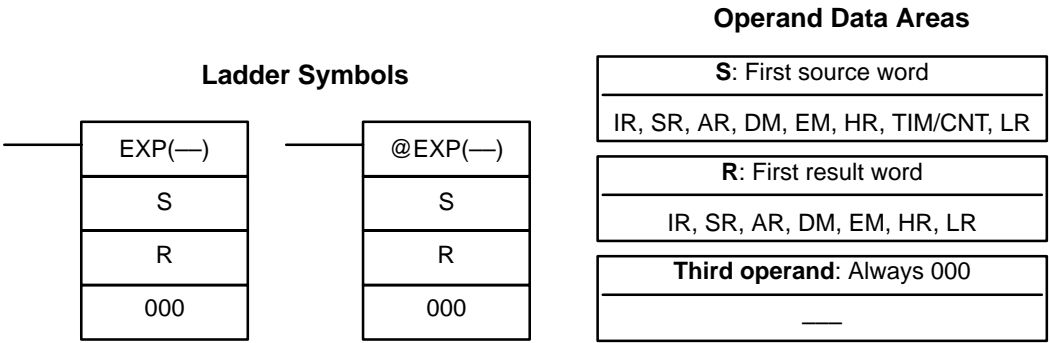 Ladder Symbols
EXP(––)
S
R
000
@EXP(––)
S
R
000
Operand Data Areas
S: First source word
IR, SR, AR, DM, EM, HR, TIM/CNT, LR
R: First result word
IR, SR, AR, DM, EM, HR, LR
Third operand: Always 000
–––